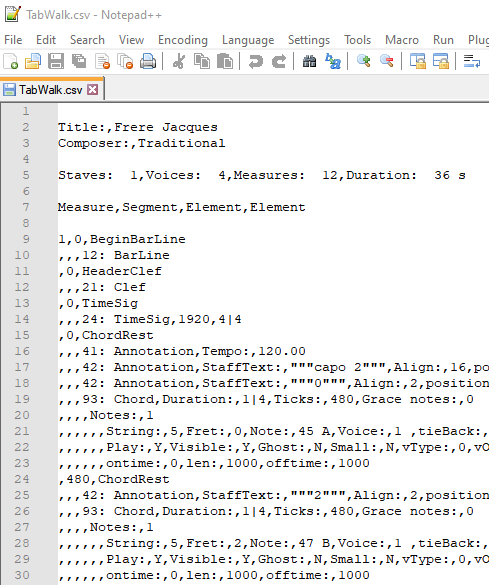 TabWalk.csv - Notepad++
File Edit Search View Encoding Language Settings Tools Macro Run Plug
TabWalk.csv
1
2 Title:,Frere Jacques
3 Composer:,Traditional
4
5 Staves:  1,Voices:  4,Measures:  12,Duration:  36 s
6
7 Measure,Segment,Element,Element
8
9 1,0,BeginBarLine
10 ,,,12: BarLine
11 ,0,HeaderClef
12 ,,,21: Clef
13 ,0,TimeSig
14 ,,,24: TimeSig,1920,4|4
15 ,0,ChordRest
16 ,,,41: Annotation,Tempo:,120.00
17 ,,,42: Annotation,StaffText:,"""capo 2""",Align:,16,po
18 ,,,42: Annotation,StaffText:,"""0""",Align:,2,position
19 ,,,93: Chord,Duration:,1|4,Ticks:,480,Grace notes:,0
20 ,,,,Notes:,1
21 ,,,,,,String:,5,Fret:,0,Note:,45 A,Voice:,1 ,tieBack:,
22 ,,,,,,Play:,Y,Visible:,Y,Ghost:,N,Small:,N,vType:,0,vO
23 ,,,,,,ontime:,0,len:,1000,offtime:,1000
24 ,480,ChordRest
25 ,,,42: Annotation,StaffText:,"""2""",Align:,2,position
26 ,,,93: Chord,Duration:,1|4,Ticks:,480,Grace notes:,0
27 ,,,,Notes:,1
28 ,,,,,,String:,5,Fret:,2,Note:,47 B,Voice:,1 ,tieBack:,
29 ,,,,,,Play:,Y,Visible:,Y,Ghost:,N,Small:,N,vType:,0,vO
30 ,,,,,,ontime:,0,len:,1000,offtime:,1000